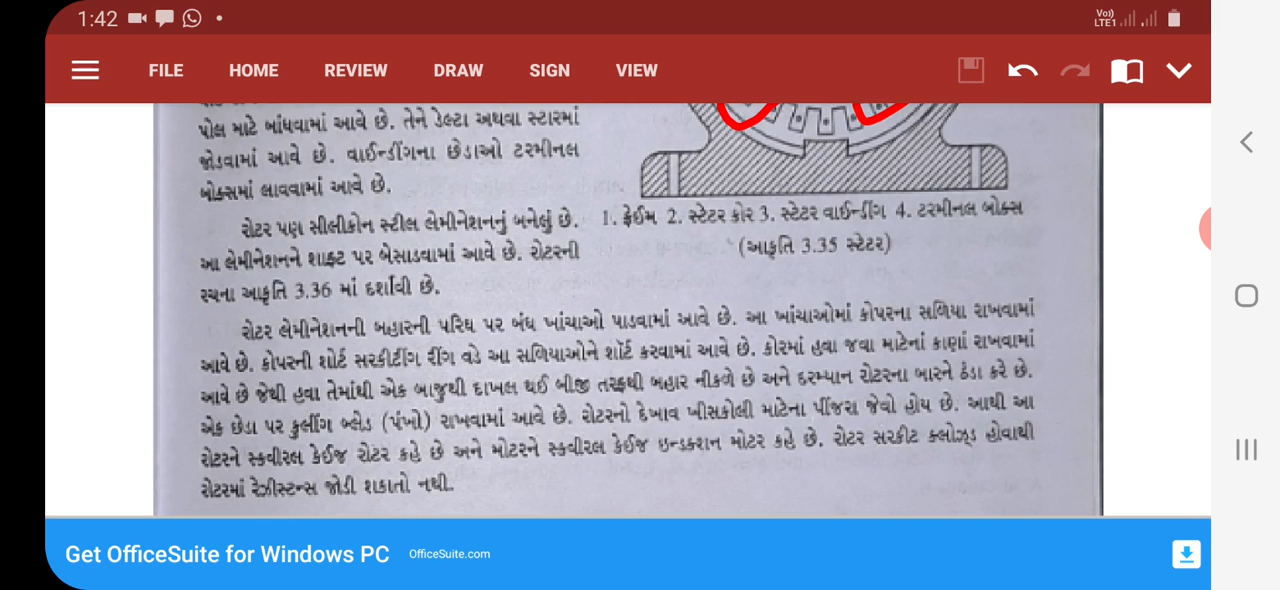 1:42
Vo) LTE1
FILE HOME REVIEW DRAW SIGN VIEW
પોલ માટે બાંધવામાં આવે છે. તેને ડેલ્ટા અથવા સ્ટારમાં
જોડવામાં આવે છે. વાઈન્ડીંગના છેડાઓ ટરમીનલ
બોક્સમાં લાવવામાં આવે છે.
રોટર પણ સીલીકોન સ્ટીલ લેમીનેશનનું બનેલું છે.
આ લેમીનેશનને શાફ્ટ પર બેસાડવામાં આવે છે. રોટરની
રચના આકૃતિ 3.36 માં દર્શાવી છે.
1. ફ્રેઈમ 2. સ્ટેટર કોર 3. સ્ટેટર વાઈન્ડીંગ 4. ટરમીનલ બોક્સ
(આકૃતિ 3.35 સ્ટેટર)
રોટર લેમીનેશનની બહારની પરિઘ પર બંધ ખાંચાઓ પાડવામાં આવે છે. આ ખાંચાઓમાં કોપરના સળિયા રાખવામાં
આવે છે. કોપરની શોર્ટ સરકીટીંગ રીંગ વડે આ સળિયાઓને શૉર્ટ કરવામાં આવે છે. કોરમાં હવા જવા માટેનાં કાણાં રાખવામાં
આવે છે જેથી હવા તેમાંથી એક બાજુથી દાખલ થઈ બીજી તરફથી બહાર નીકળે છે અને દરમ્યાન રોટરના બારને ઠંડા કરે છે.
એક છેડા પર કુલીંગ બ્લેડ (પંખો) રાખવામાં આવે છે. રોટરનો દેખાવ ખીસકોલી માટેના પીંજરા જેવો હોય છે. આથી આ
રોટરને સ્કવીરલ કેઈજ રોટર કહે છે અને મોટરને સ્કવીરલ કેઈજ ઇન્ડક્શન મોટર કહે છે. રોટર સરકીટ ક્લોઝ્ડ હોવાથી
રોટરમાં રેઝીસ્ટન્સ જોડી શકાતો નથી.
Get OfficeSuite for Windows PC OfficeSuite.com